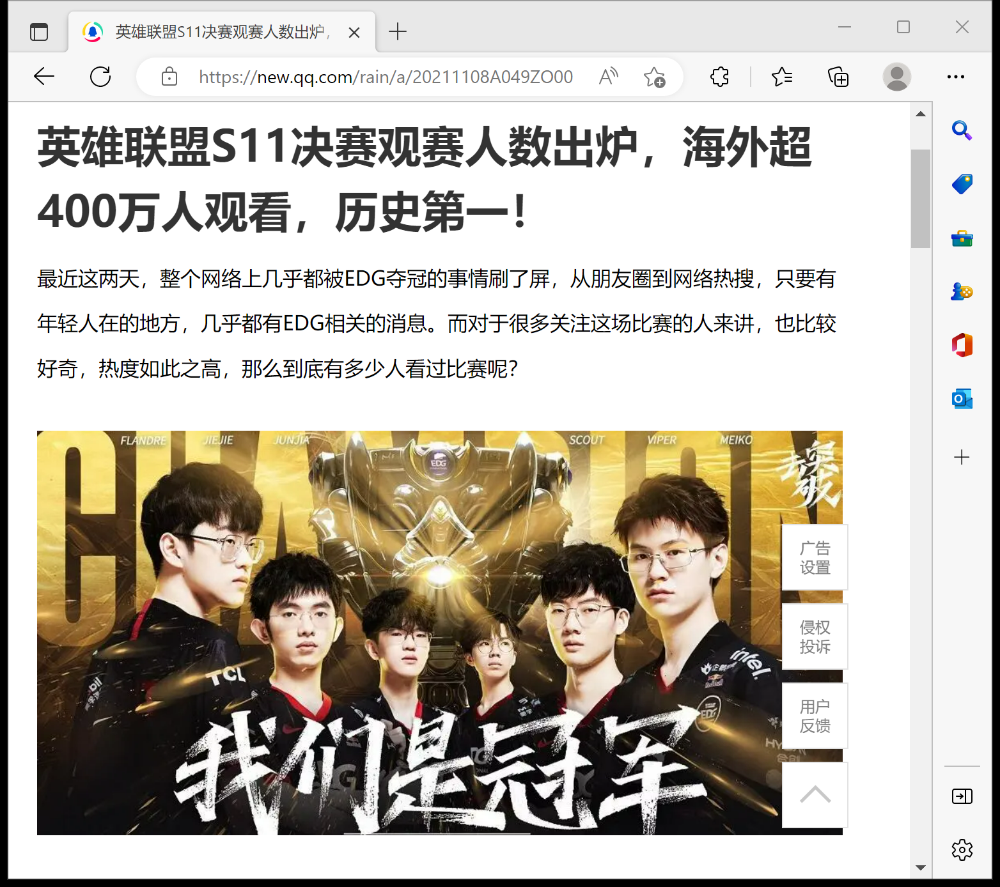 英雄联盟S11决赛观赛人数出炉，
https://new.qq.com/rain/a/20211108A049ZO00
英雄联盟S11决赛观赛人数出炉，海外超
400万人观看，历史第一！
最近这两天，整个网络上几乎都被EDG夺冠的事情刷了屏，从朋友圈到网络热搜，只要有
年轻人在的地方，几乎都有EDG相关的消息。而对于很多关注这场比赛的人来讲，也比较
好奇，热度如此之高，那么到底有多少人看过比赛呢？
FLANDRE JIEJIE JUNJIA SCOUT VIPER MEIKO
EDG
去突破
TCL
intel.
EDG
我们是冠军
广告
设置
侵权
投诉
用户
反馈